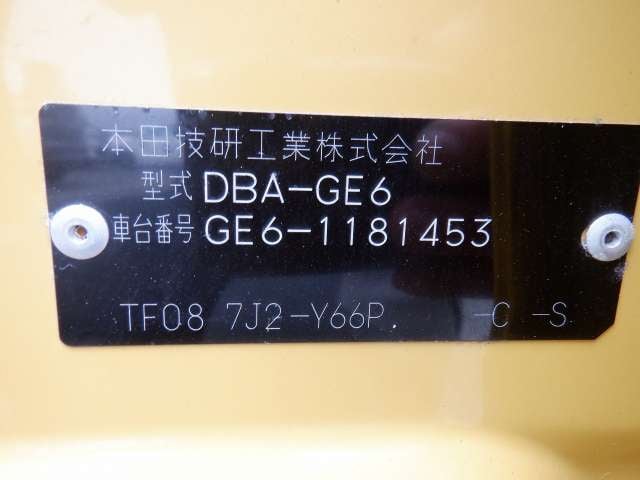 本田技研工業株式会社
型式 DBA-GE6
車台番号 GE6-1181453
TF08 7J2-Y66P. -C -S